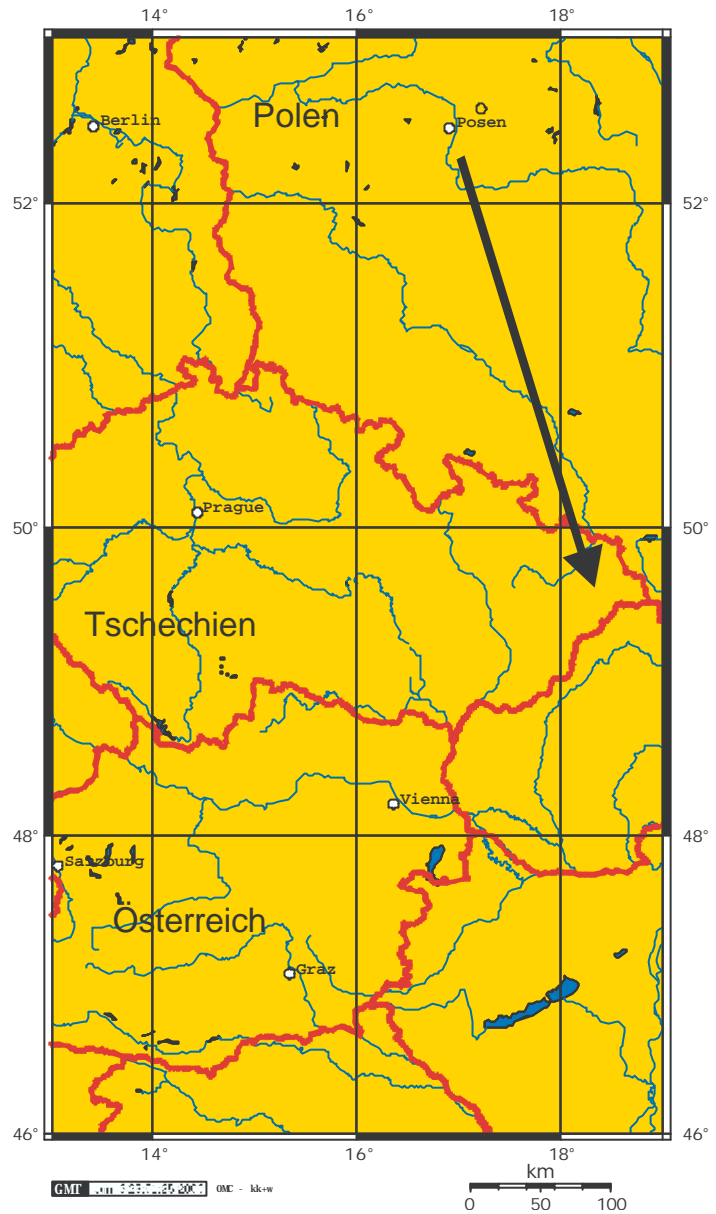 14° 16° 18°
Berlin
Polen
Posen
52° 52°
50° 50°
Prague
Tschechien
Vienna
48° 48°
Salzburg
Österreich
Graz
46° 46°
14° 16° 18°
km
GMT OMC - kk+w
0 50 100